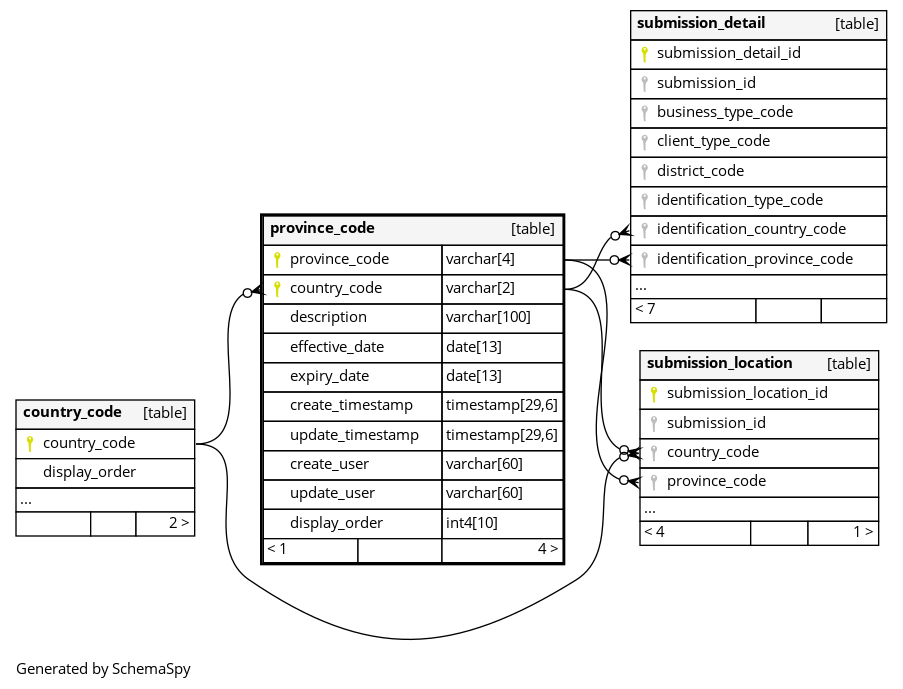 submission_detail [table]
submission_detail_id
submission_id
business_type_code
client_type_code
district_code
identification_type_code
identification_country_code
identification_province_code
...
< 7
province_code [table]
province_code varchar[4]
country_code varchar[2]
description varchar[100]
effective_date date[13]
expiry_date date[13]
create_timestamp timestamp[29,6]
update_timestamp timestamp[29,6]
create_user varchar[60]
update_user varchar[60]
display_order int4[10]
< 1 4 >
submission_location [table]
submission_location_id
submission_id
country_code
province_code
...
< 4 1 >
country_code [table]
country_code
display_order
...
2 >
Generated by SchemaSpy